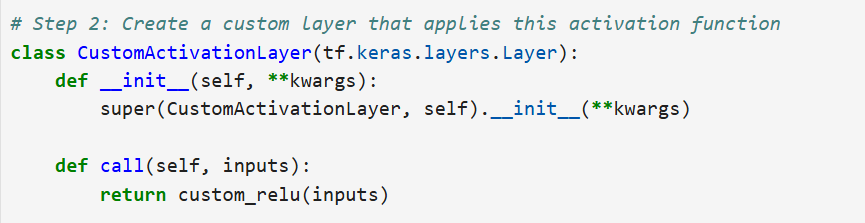 # Step 2: Create a custom layer that applies this activation function
class CustomActivationLayer(tf.keras.layers.Layer):
    def __init__(self, **kwargs):
        super(CustomActivationLayer, self).__init__(**kwargs)

    def call(self, inputs):
        return custom_relu(inputs)